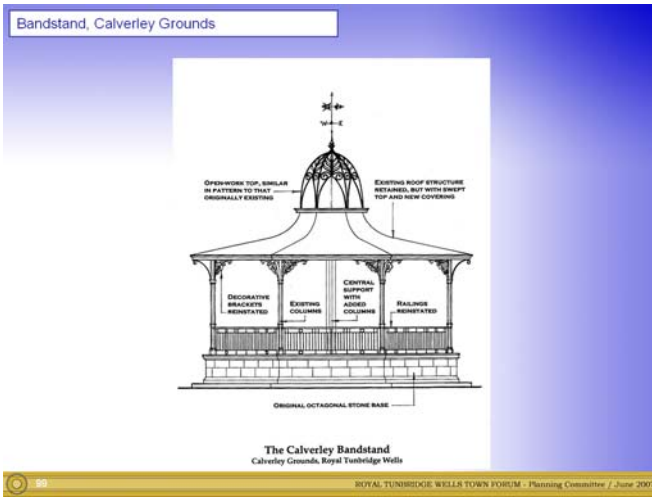 Bandstand, Calverley Grounds
W E
OPEN-WORK TOP, SIMILAR
IN PATTERN TO THAT
ORIGINALLY EXISTING
EXISTING ROOF STRUCTURE
RETAINED, BUT WITH SWEPT
TOP AND NEW COVERING
DECORATIVE
BRACKETS
REINSTATED
EXISTING
COLUMNS
CENTRAL
SUPPORT
WITH
ADDED
COLUMNS
RAILINGS
REINSTATED
ORIGINAL OCTAGONAL STONE BASE
The Calverley Bandstand
Calverley Grounds, Royal Tunbridge Wells
99
ROYAL TUNBRIDGE WELLS TOWN FORUM - Planning Committee / June 200